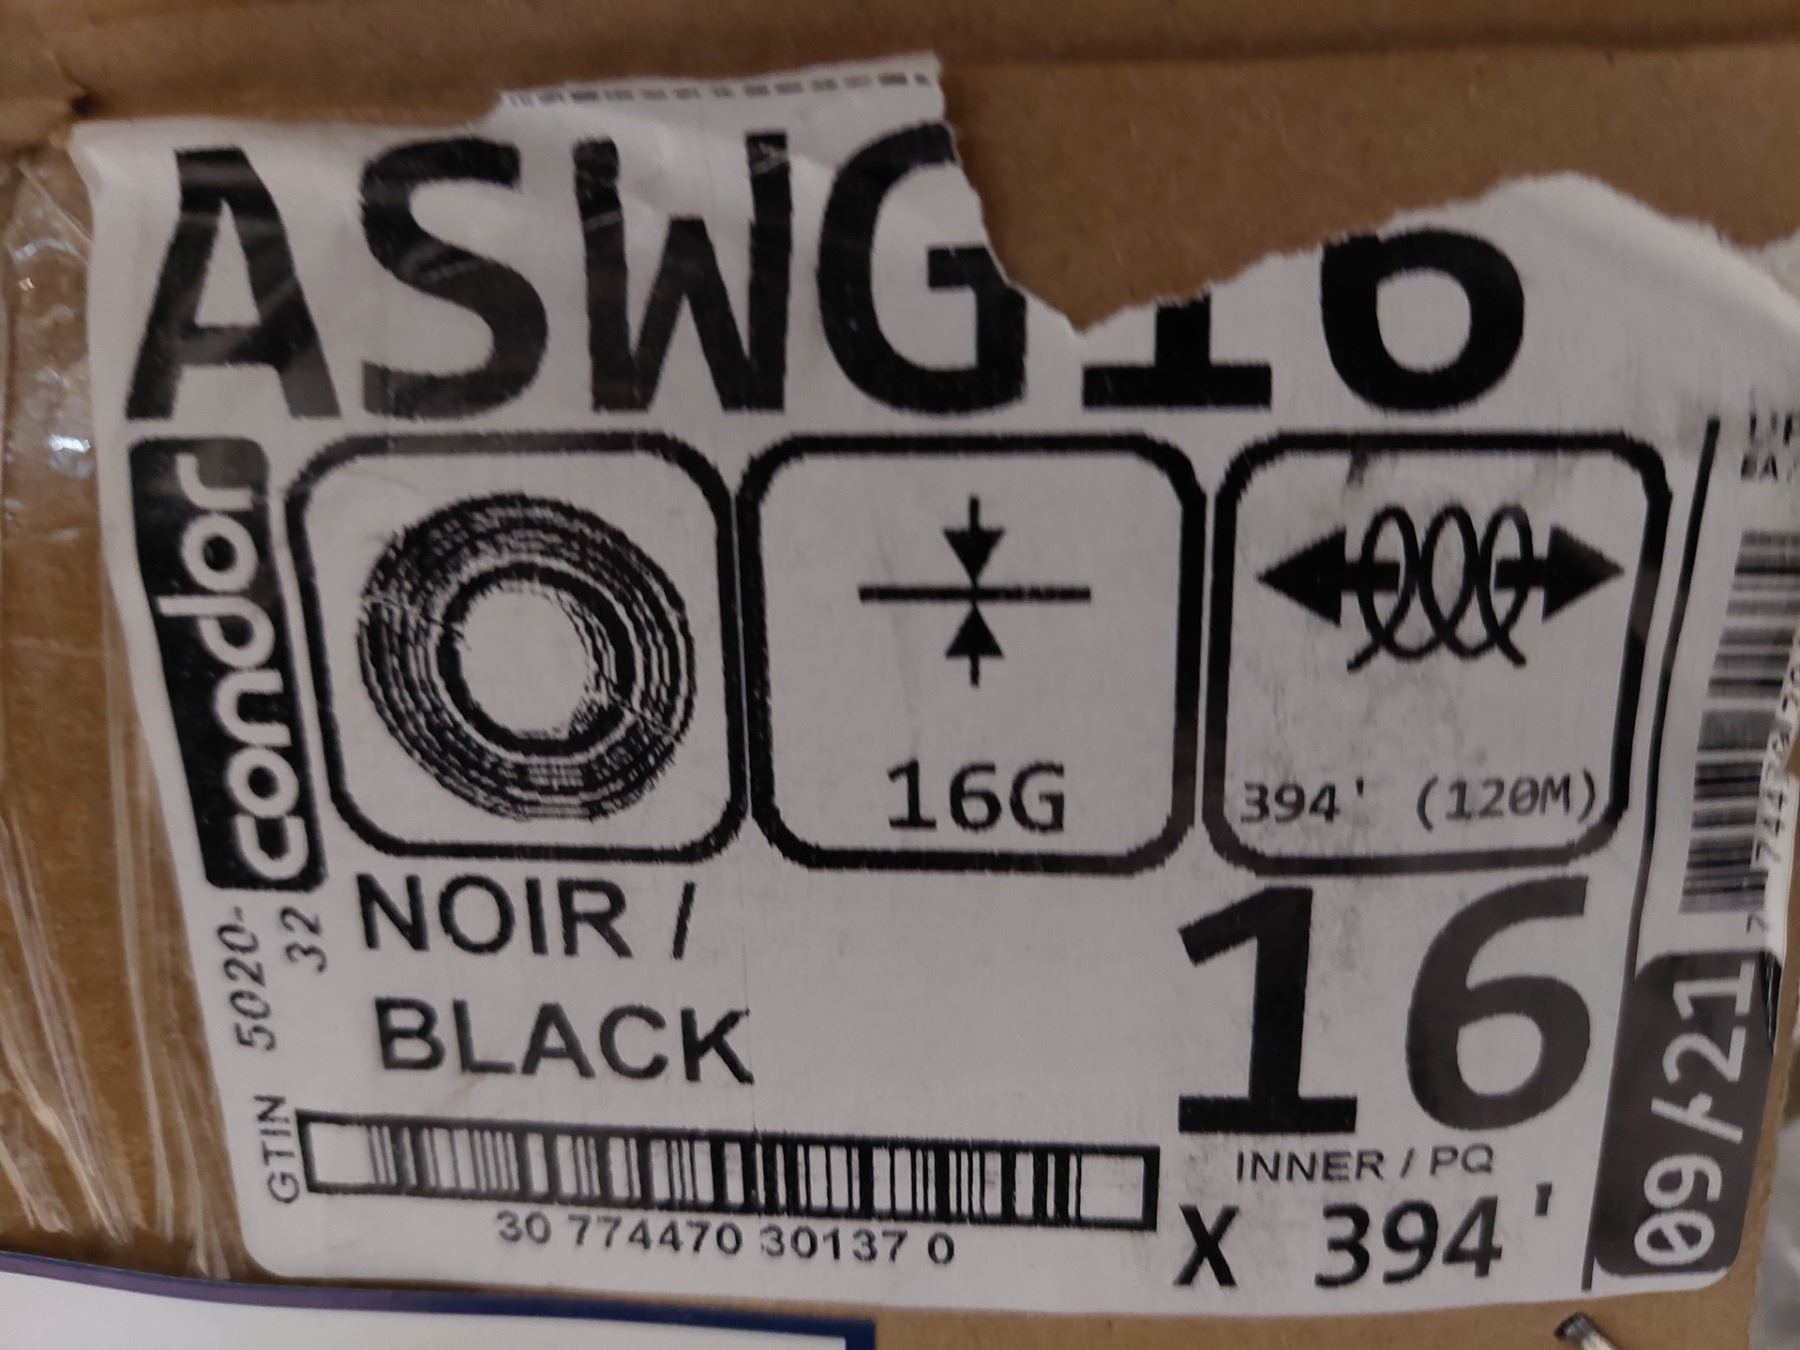 ASWG16
condor
16G
394' (120M)
NOIR /
BLACK
16
INNER / PQ
X 394'
5020-
32
GTIN
30 774470 30137 0
09/21